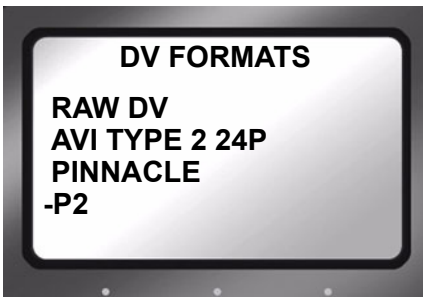 DV FORMATS
RAW DV
AVI TYPE 2 24P
PINNACLE
-P2